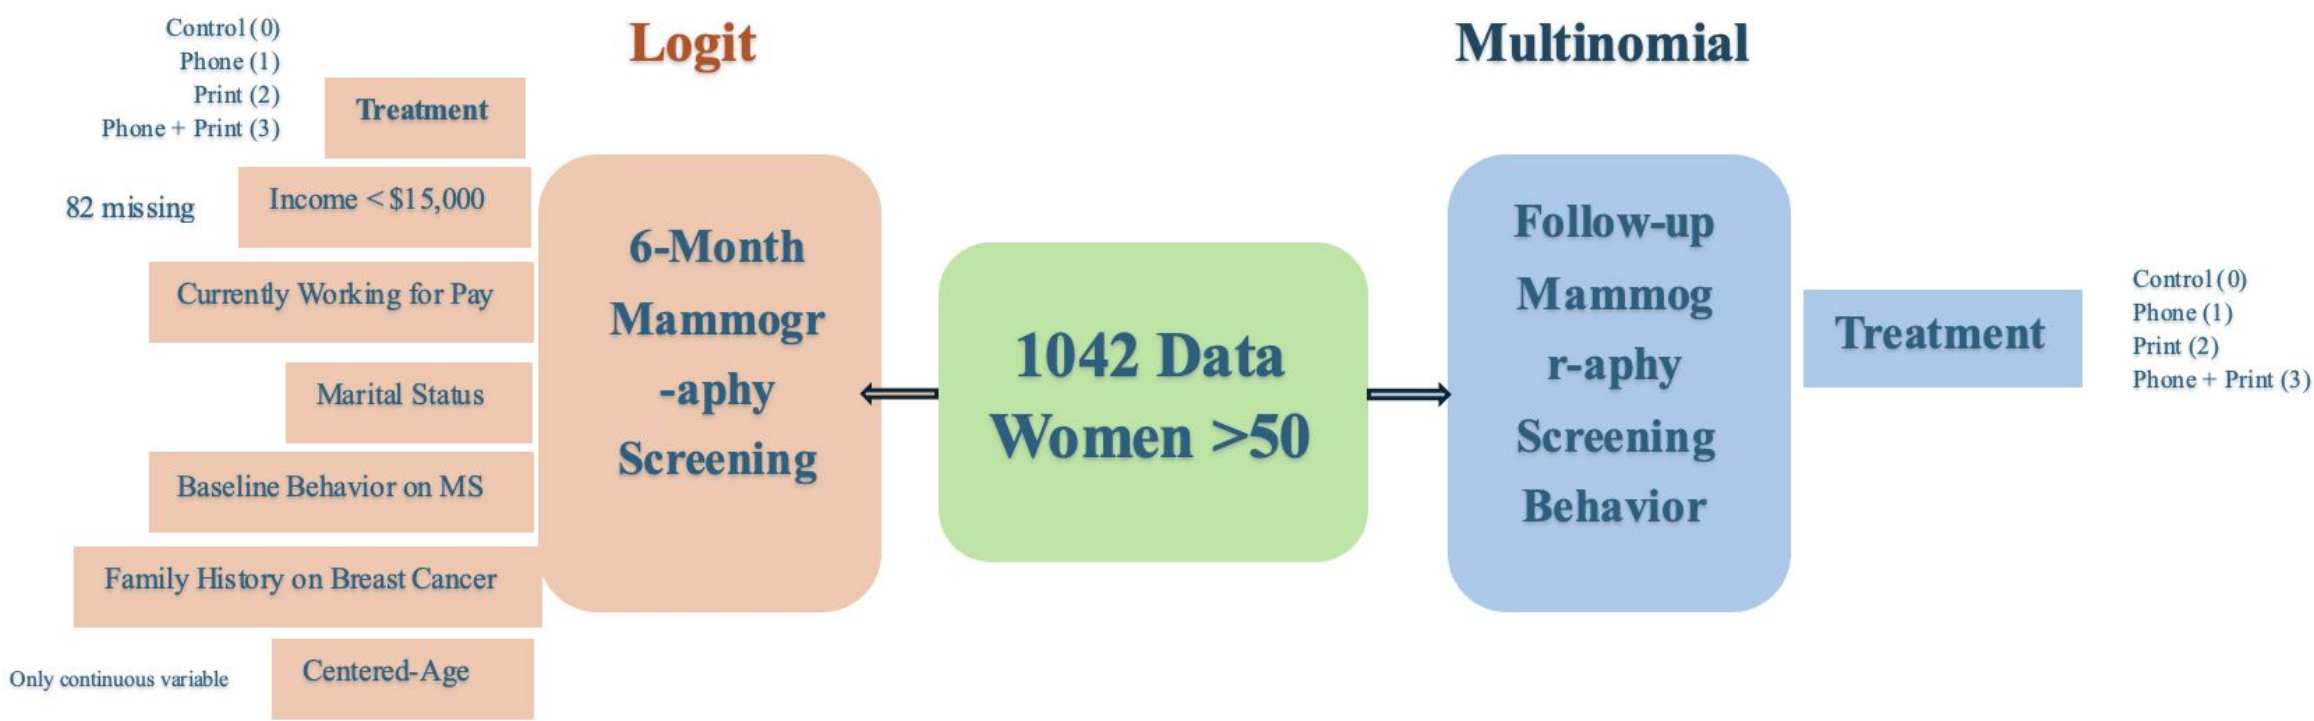 Logit
Multinomial
Control (0)
Phone (1)
Print (2)
Phone + Print (3)
Treatment
82 missing
Income < $15,000
Currently Working for Pay
Marital Status
Baseline Behavior on MS
Family History on Breast Cancer
Only continuous variable
Centered-Age
6-Month
Mammogr
-aphy
Screening
1042 Data
Women >50
Follow-up
Mammog
r-aphy
Screening
Behavior
Treatment
Control (0)
Phone (1)
Print (2)
Phone + Print (3)